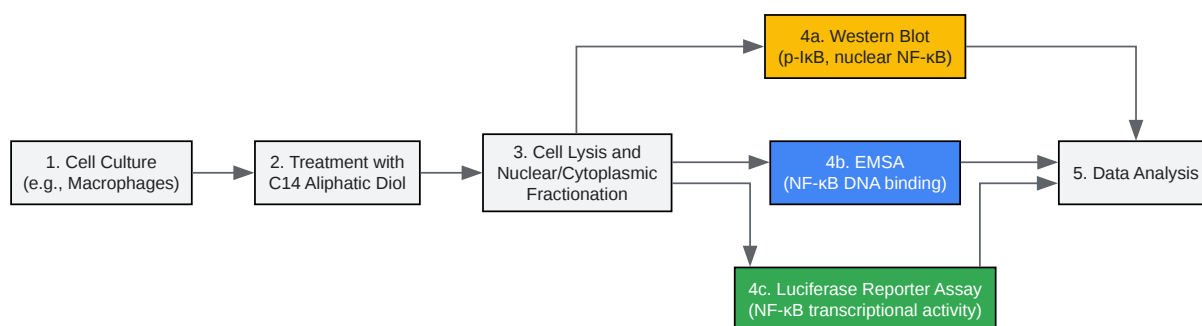 1. Cell Culture
(e.g., Macrophages)
2. Treatment with
C14 Aliphatic Diol
3. Cell Lysis and
Nuclear/Cytoplasmic
Fractionation
4a. Western Blot
(p-IκB, nuclear NF-κB)
4b. EMSA
(NF-κB DNA binding)
4c. Luciferase Reporter Assay
(NF-κB transcriptional activity)
5. Data Analysis